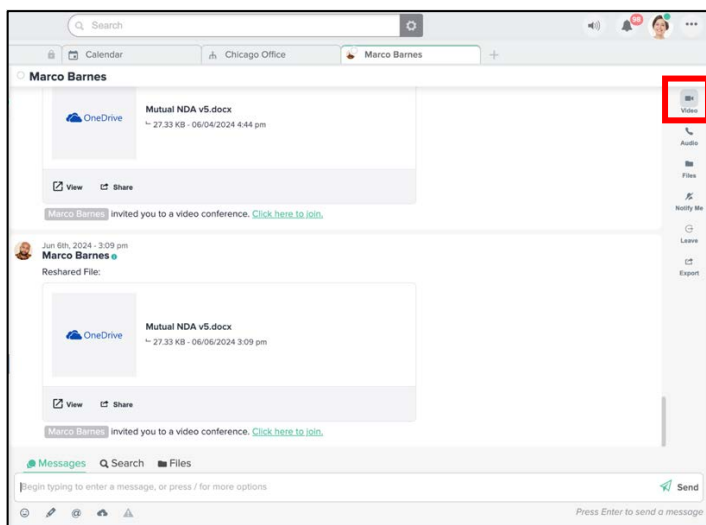 Search
98
Calendar
Chicago Office
Marco Barnes
Marco Barnes
OneDrive
Mutual NDA v5.docx
27.33 KB - 06/04/2024 4:44 pm
View Share
Marco Barnes invited you to a video conference. Click here to join.
Jun 6th, 2024 - 3:09 pm
Marco Barnes
Reshared File:
OneDrive
Mutual NDA v5.docx
27.33 KB - 06/06/2024 3:09 pm
View Share
Marco Barnes invited you to a video conference. Click here to join.
Video
Audio
Files
Notify Me
Leave
Export
Messages Search Files
Begin typing to enter a message, or press / for more options
Send
Press Enter to send a message